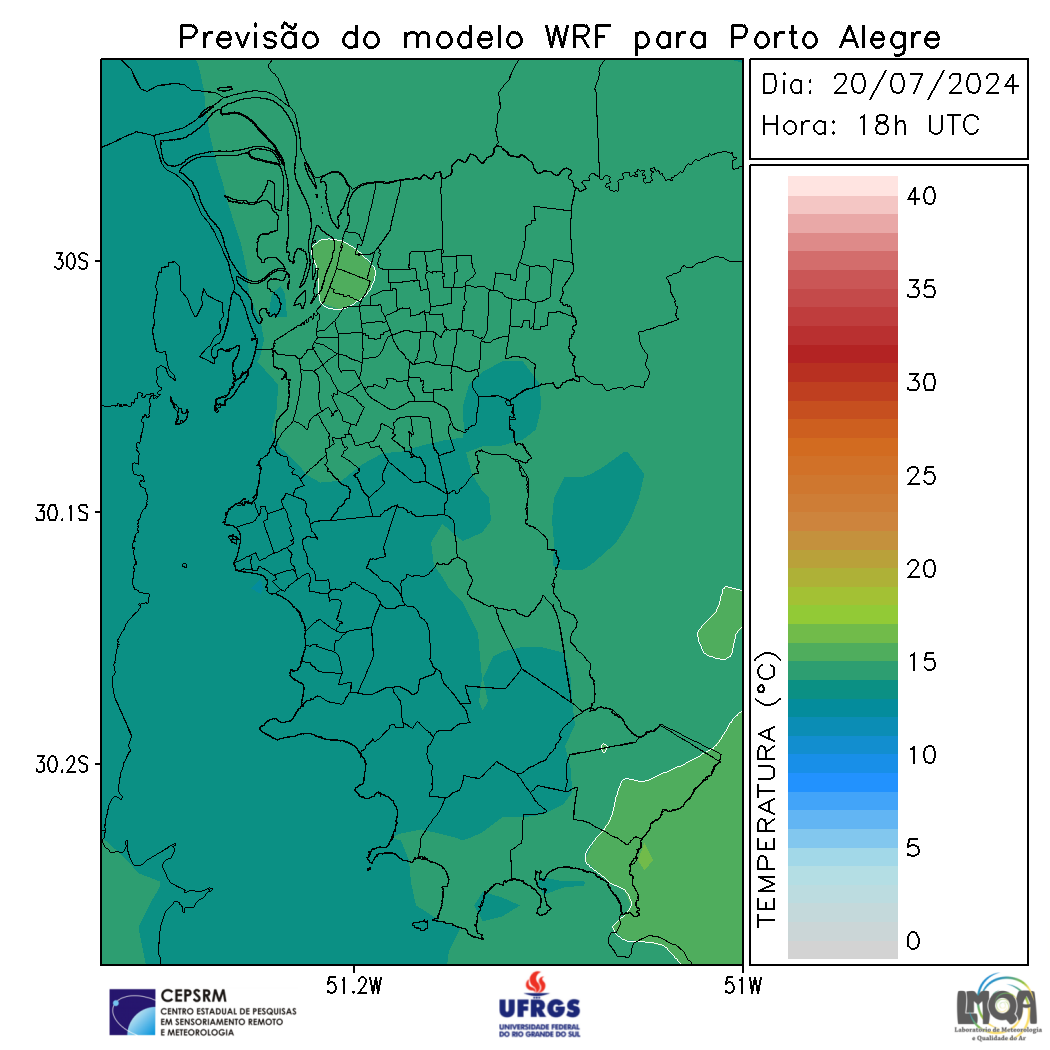 Previsão do modelo WRF para Porto Alegre
Dia: 20/07/2024
Hora: 18h UTC
40
35
30
25
20
15
10
5
0
TEMPERATURA (°C)
30S
30.1S
30.2S
51.2W
51W
CEPSRM
CENTRO ESTADUAL DE PESQUISAS
EM SENSORIAMENTO REMOTO
E METEOROLOGIA
UFRGS
UNIVERSIDADE FEDERAL
DO RIO GRANDE DO SUL
LMQA
Laboratório de Meteorologia
e Qualidade do Ar